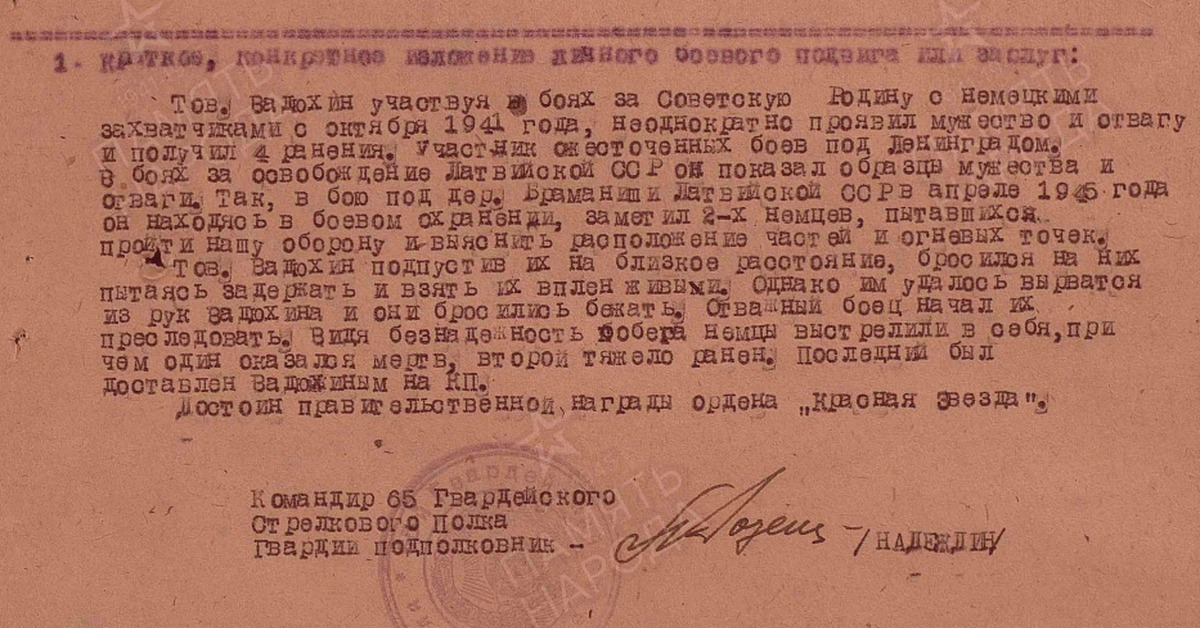 1. Краткое, конкретное изложение личного боевого подвига или заслуг:
Тов. Вадюхин участвуя в боях за Советскую Родину с немецкими
захватчиками с октября 1941 года, неоднократно проявил мужество и отвагу
и получил 4 ранения. Участник ожесточенных боев под Ленинградом.
В боях за освобождение Латвийской ССР он показал образцы мужества и
отваги. Так, в бою под дер. Браманиши Латвийской ССР в апреле 1945 года
он находясь в боевом охранении, заметил 2-х немцев, пытавшихся
пройти нашу оборону и выяснить расположение частей и огневых точек.
Тов. Вадюхин подпустив их на близкое расстояние, бросился на них
пытаясь задержать и взять их вплен живыми. Однако им удалось вырватся
из рук Вадюхина и они бросились бежать. Отважный боец начал их
преследовать. Видя безнадежность побега немцы выстрелили в себя, при
чем один оказался мертв, второй тяжело ранен. Последний был
доставлен Вадюхиным на КП.
Достоин правительственной награды ордена „Красная Звезда".
Командир 65 Гвардейского
Стрелкового Полка
Гвардии подполковник - /НАДЕЖДИН/
ПАМЯТЬ
НАРОДА